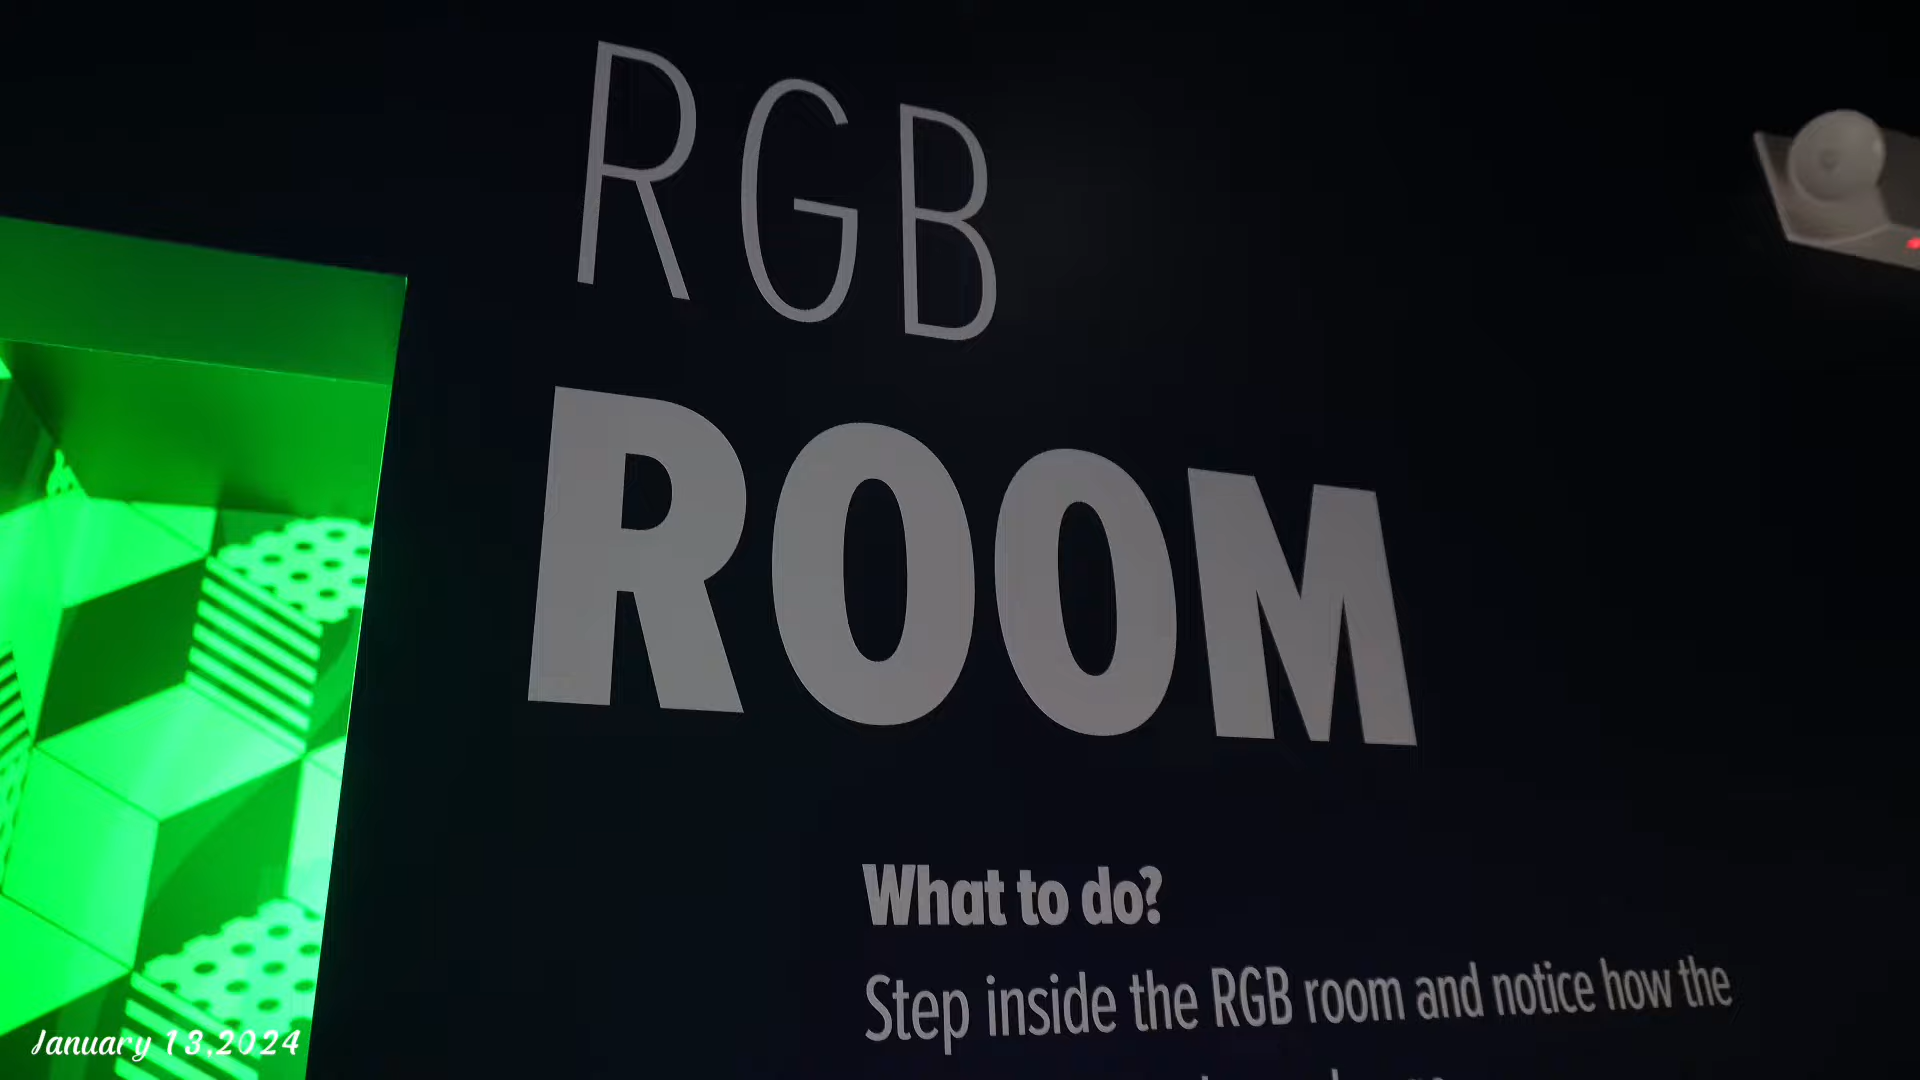 RGB
ROOM
What to do?
Step inside the RGB room and notice how the
January 13,2024